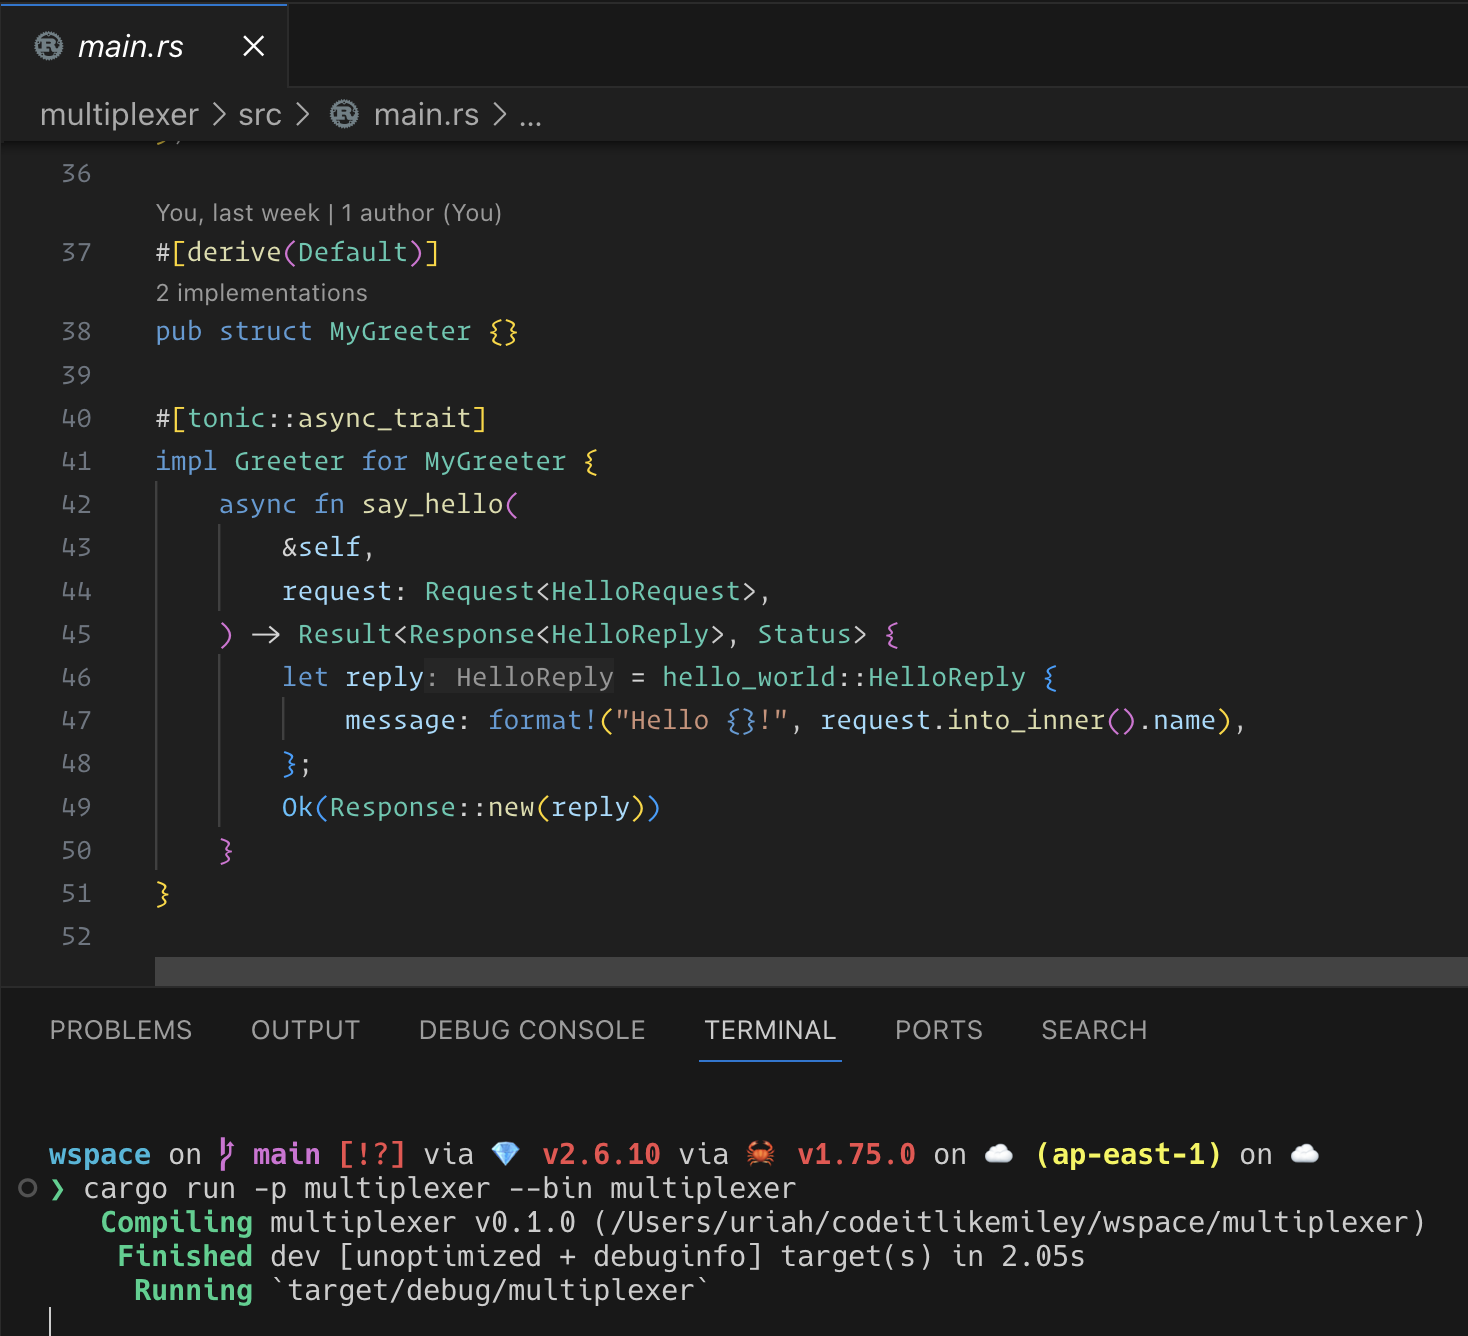 main.rs
multiplexer > src > main.rs > ...
36
You, last week | 1 author (You)
37 #[derive(Default)]
2 implementations
38 pub struct MyGreeter {}
39
40 #[tonic::async_trait]
41 impl Greeter for MyGreeter {
42     async fn say_hello(
43         &self,
44         request: Request<HelloRequest>,
45     ) -> Result<Response<HelloReply>, Status> {
46         let reply: HelloReply = hello_world::HelloReply {
47             message: format!("Hello {}!", request.into_inner().name),
48         };
49         Ok(Response::new(reply))
50     }
51 }
52
PROBLEMS OUTPUT DEBUG CONSOLE TERMINAL PORTS SEARCH
wspace on main [!?] via 💎 v2.6.10 via 🦀 v1.75.0 on ☁️ (ap-east-1) on ☁️
❯ cargo run -p multiplexer --bin multiplexer
Compiling multiplexer v0.1.0 (/Users/uriah/codeitlikemiley/wspace/multiplexer)
Finished dev [unoptimized + debuginfo] target(s) in 2.05s
Running `target/debug/multiplexer`